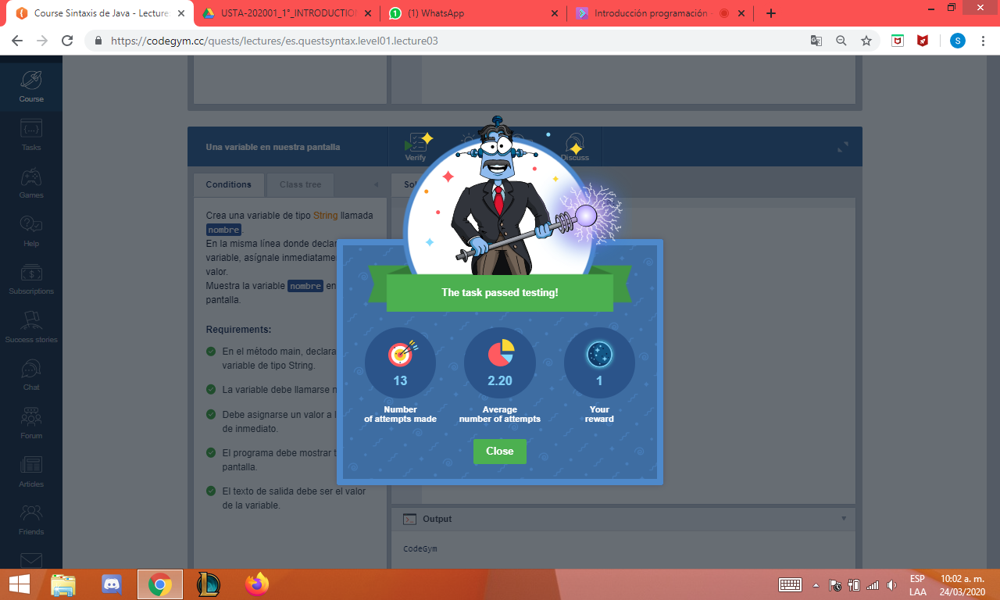 Course Sintaxis de Java - Lecture
USTA-202001_1°_INTRODUCTIO
(1) WhatsApp
Introducción programación
https://codegym.cc/quests/lectures/es.questsyntax.level01.lecture03
S
Course
Tasks
Games
Help
Subscriptions
Success stories
Chat
Forum
Articles
Friends
Una variable en nuestra pantalla
Verify
Discuss
Conditions
Class tree
Crea una variable de tipo String llamada
nombre.
En la misma línea donde declar
variable, asígnale inmediatame
valor.
Muestra la variable nombre en
pantalla.
Requirements:
En el método main, declara
variable de tipo String.
La variable debe llamarse n
Debe asignarse un valor a l
de inmediato.
El programa debe mostrar t
pantalla.
El texto de salida debe ser el valor
de la variable.
The task passed testing!
13
Number
of attempts made
2.20
Average
number of attempts
1
Your
reward
Close
Output
CodeGym
ESP
LAA
10:02 a. m.
24/03/2020